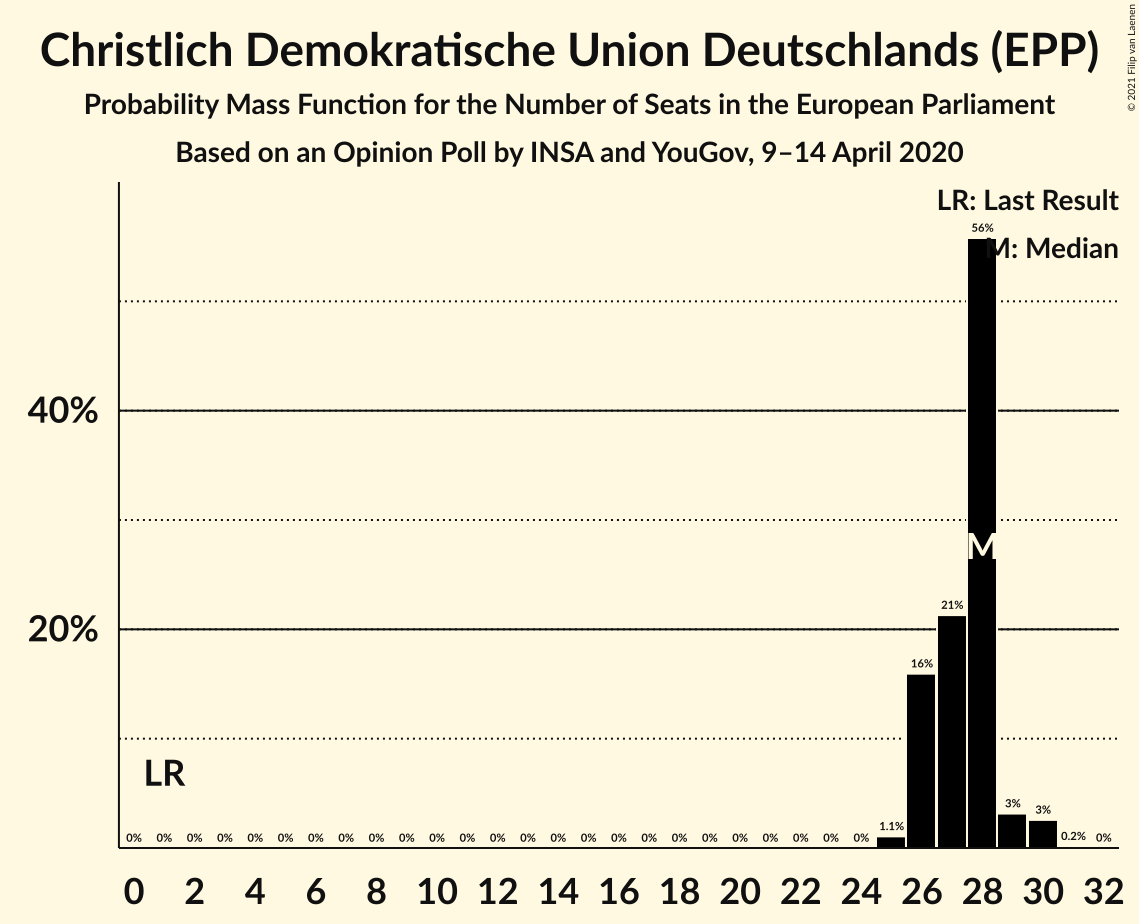 Christlich Demokratische Union Deutschlands (EPP)
Probability Mass Function for the Number of Seats in the European Parliament
Based on an Opinion Poll by INSA and YouGov, 9–14 April 2020
© 2021 Filip van Laenen
LR: Last Result
M: Median
56%
40%
M
21%
20%
16%
LR
0% 0% 0% 0% 0% 0% 0% 0% 0% 0% 0% 0% 0% 0% 0% 0% 0% 0% 0% 0% 0% 0% 0% 0% 0% 1.1% 3% 3% 0.2% 0%
0 2 4 6 8 10 12 14 16 18 20 22 24 26 28 30 32